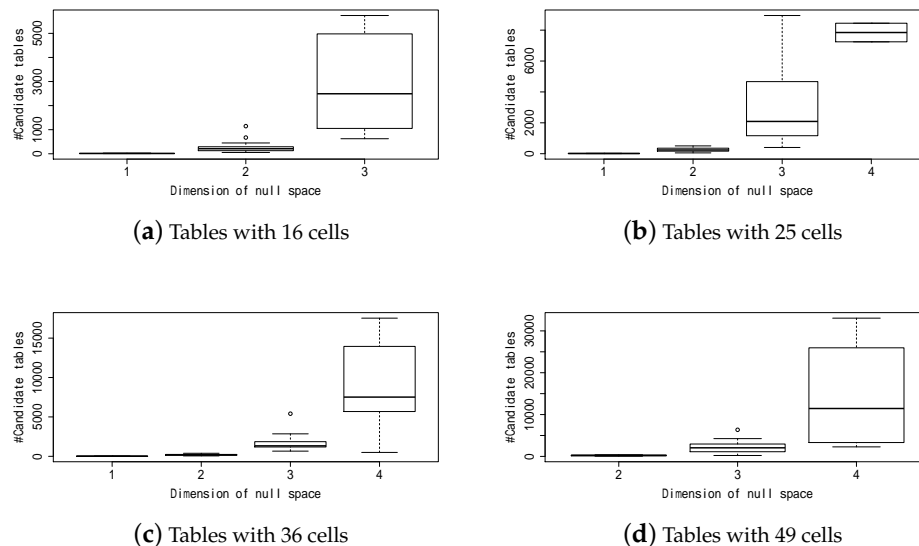 #Candidate tables
0 1000 3000 5000
1 2 3
Dimension of null space
(a) Tables with 16 cells
#Candidate tables
0 2000 6000
1 2 3 4
Dimension of null space
(b) Tables with 25 cells
#Candidate tables
0 5000 10000 15000
1 2 3 4
Dimension of null space
(c) Tables with 36 cells
#Candidate tables
0 10000 20000 30000
2 3 4
Dimension of null space
(d) Tables with 49 cells